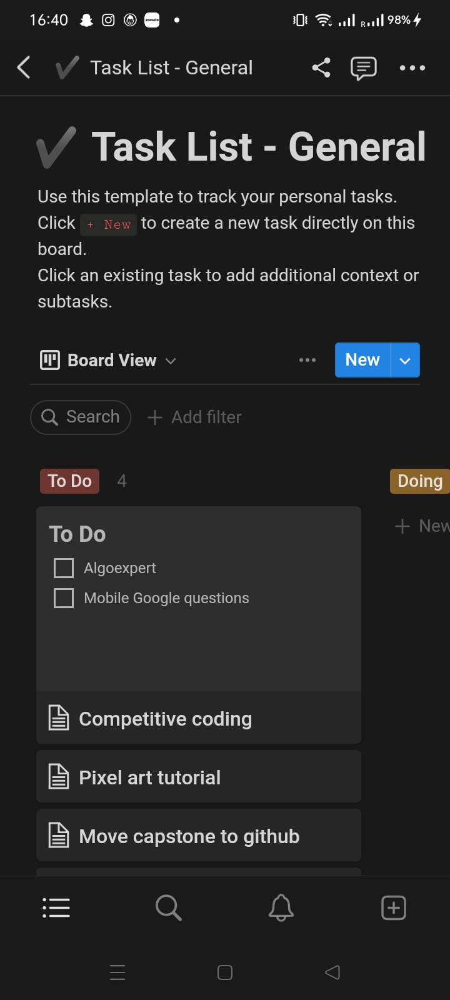 16:40 zomato R 98%
Task List - General
Task List - General
Use this template to track your personal tasks.
Click + New to create a new task directly on this
board.
Click an existing task to add additional context or
subtasks.
Board View New
Search + Add filter
To Do 4 Doing
+ New
To Do
Algoexpert
Mobile Google questions
Competitive coding
Pixel art tutorial
Move capstone to github